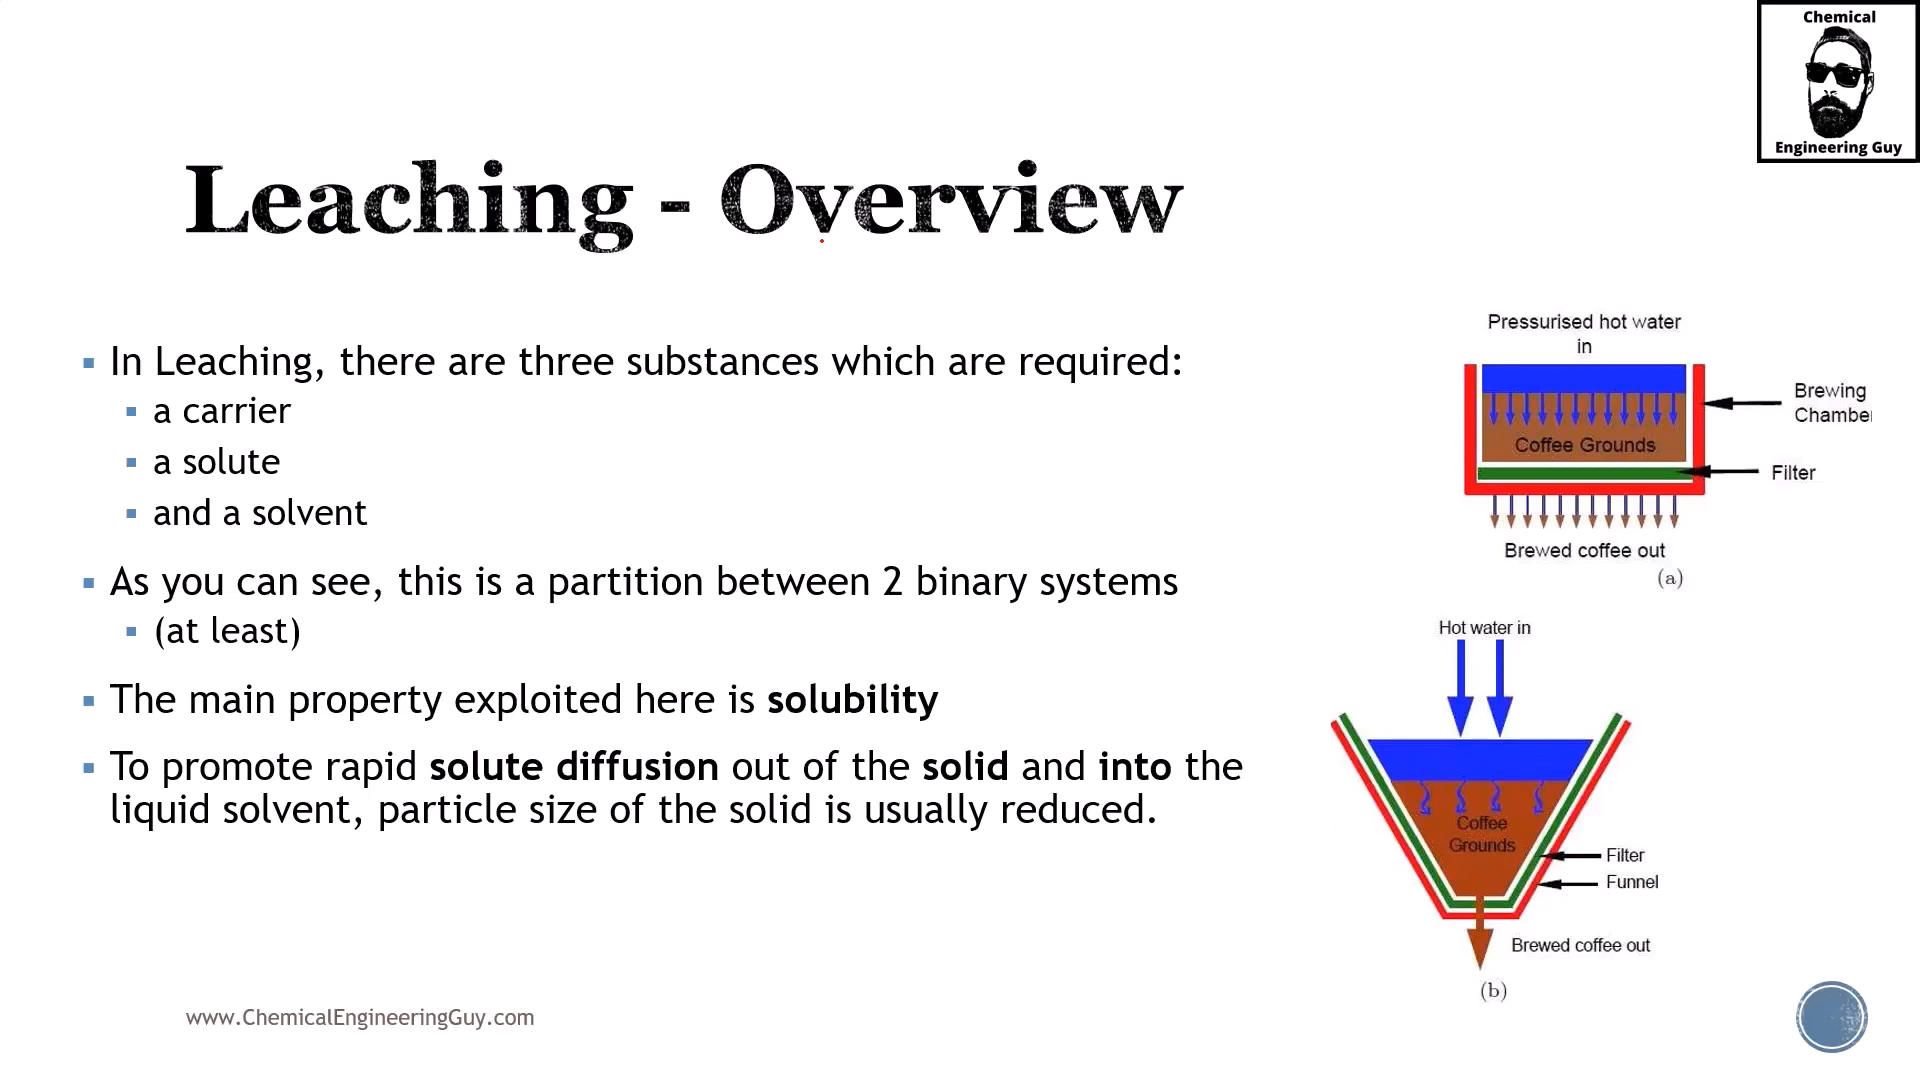 Chemical
Engineering Guy
Leaching - Overview
In Leaching, there are three substances which are required:
a carrier
a solute
and a solvent
As you can see, this is a partition between 2 binary systems
(at least)
The main property exploited here is solubility
To promote rapid solute diffusion out of the solid and into the
liquid solvent, particle size of the solid is usually reduced.
Pressurised hot water
in
Brewing
Chamber
Coffee Grounds
Filter
Brewed coffee out
(a)
Hot water in
Coffee
Grounds
Filter
Funnel
Brewed coffee out
(b)
www.ChemicalEngineeringGuy.com